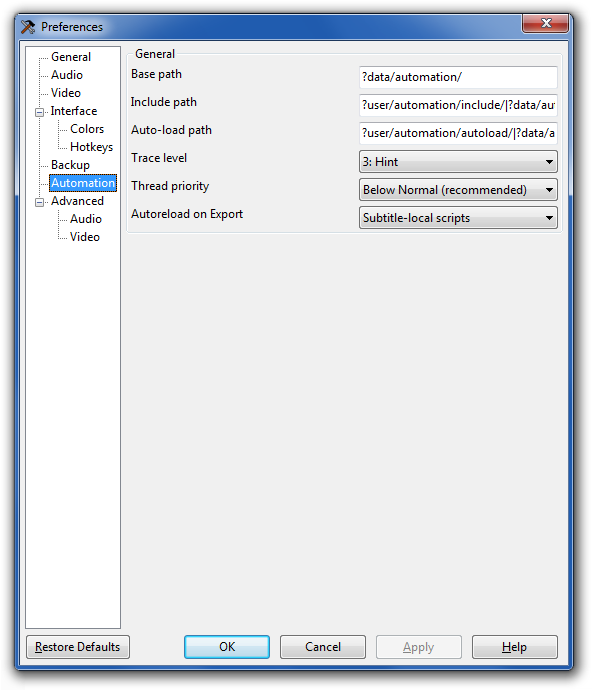 Preferences
General
Audio
Video
Interface
Colors
Hotkeys
Backup
Automation
Advanced
Audio
Video
General
Base path ?data/automation/
Include path ?user/automation/include/|?data/au
Auto-load path ?user/automation/autoload/|?data/a
Trace level 3: Hint
Thread priority Below Normal (recommended)
Autoreload on Export Subtitle-local scripts
Restore Defaults OK Cancel Apply Help